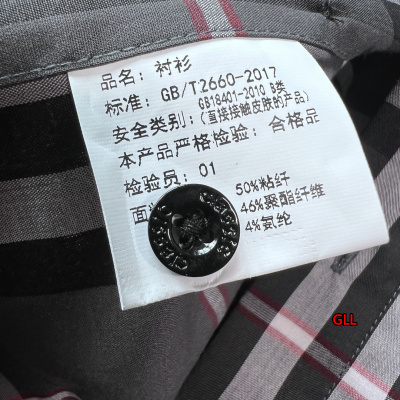 品名：衬衫
标准：GB/T2660-2017
安全类别：GB18401-2010 B类
（直接接触皮肤的产品）
本产品严格检验：合格品
检验员：01
50%粘纤
46%聚酯纤维
4%氨纶
GLL